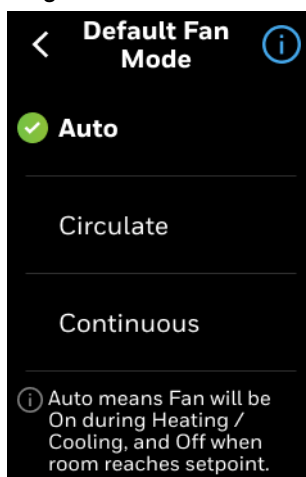 Default Fan
Mode
Auto
Circulate
Continuous
Auto means Fan will be
On during Heating /
Cooling, and Off when
room reaches setpoint.